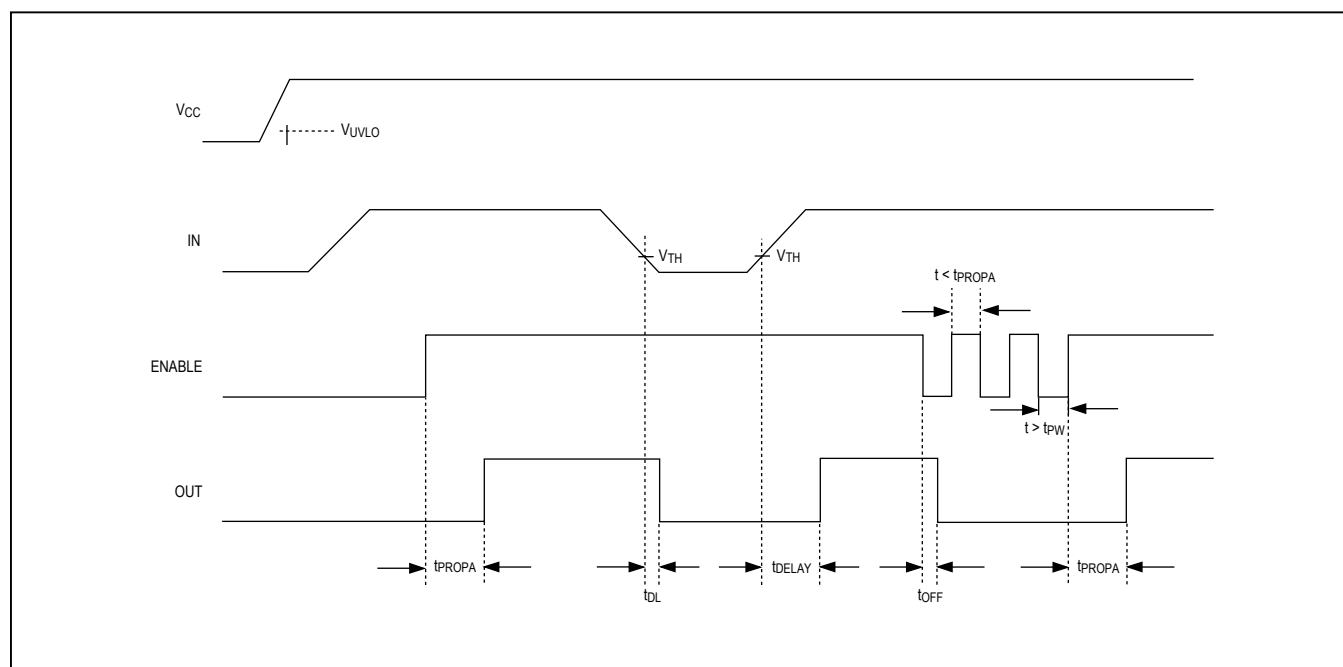 VCC
VUVLO
IN
VTH
VTH
t < tPROPA
ENABLE
t > tPW
OUT
tPROPA
tDL
tDELAY
tOFF
tPROPA